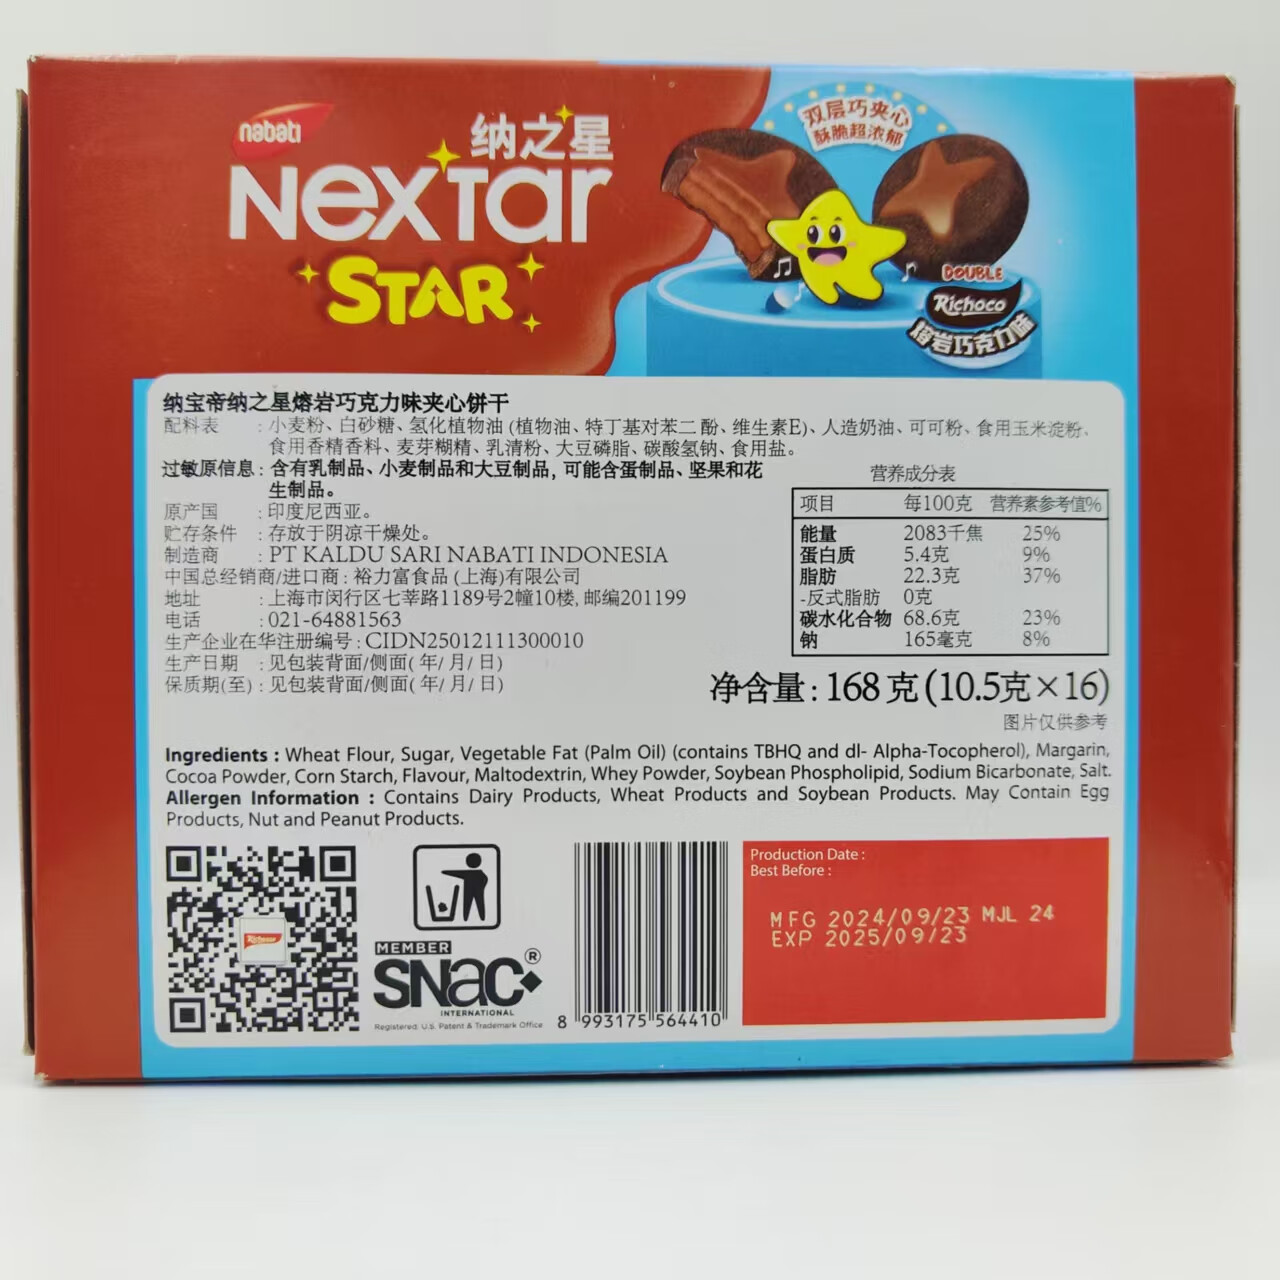 nabati
纳之星
Nextar
STAR
双层巧夹心
酥脆超浓郁
DOUBLE
Richoco
熔岩巧克力味
纳宝帝纳之星熔岩巧克力味夹心饼干
配料表 : 小麦粉、白砂糖、氢化植物油 (植物油、特丁基对苯二酚、维生素E)、人造奶油、可可粉、食用玉米淀粉、
食用香精香料、麦芽糊精、乳清粉、大豆磷脂、碳酸氢钠、食用盐。
过敏原信息 : 含有乳制品、小麦制品和大豆制品, 可能含蛋制品、坚果和花
生制品。
原产国 : 印度尼西亚。
贮存条件 : 存放于阴凉干燥处。
制造商 : PT KALDU SARI NABATI INDONESIA
中国总经销商/进口商 : 裕力富食品 (上海)有限公司
地址 : 上海市闵行区七莘路1189号2幢10楼, 邮编201199
电话 : 021-64881563
生产企业在华注册编号 : CIDN25012111300010
生产日期 : 见包装背面/侧面( 年/ 月/ 日)
保质期(至) : 见包装背面/侧面( 年/ 月/ 日)
营养成分表
项目 每100克 营养素参考值%
能量 2083千焦 25%
蛋白质 5.4克 9%
脂肪 22.3克 37%
-反式脂肪 0克
碳水化合物 68.6克 23%
钠 165毫克 8%
净含量 : 168 克 (10.5克×16)
图片仅供参考
Ingredients : Wheat Flour, Sugar, Vegetable Fat (Palm Oil) (contains TBHQ and dl- Alpha-Tocopherol), Margarin,
Cocoa Powder, Corn Starch, Flavour, Maltodextrin, Whey Powder, Soybean Phospholipid, Sodium Bicarbonate, Salt.
Allergen Information : Contains Dairy Products, Wheat Products and Soybean Products. May Contain Egg
Products, Nut and Peanut Products.
Richoco
MEMBER
SNAC
®
INTERNATIONAL
Registered. U.S. Patent & Trademark Office
8 993175 564410
Production Date :
Best Before :
MFG 2024/09/23 MJL 24
EXP 2025/09/23